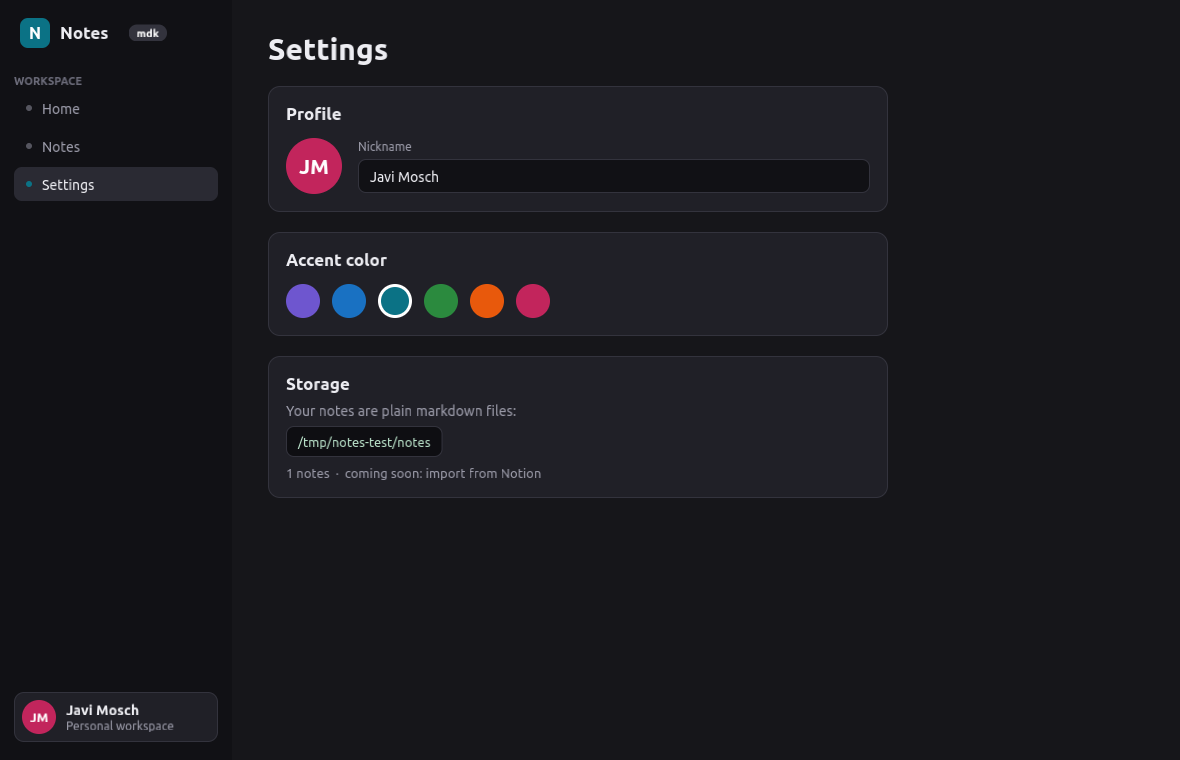 N Notes mdk
WORKSPACE
Home
Notes
Settings
JM Javi Mosch
Personal workspace
Settings
Profile
JM
Nickname
Javi Mosch
Accent color
Storage
Your notes are plain markdown files:
/tmp/notes-test/notes
1 notes · coming soon: import from Notion